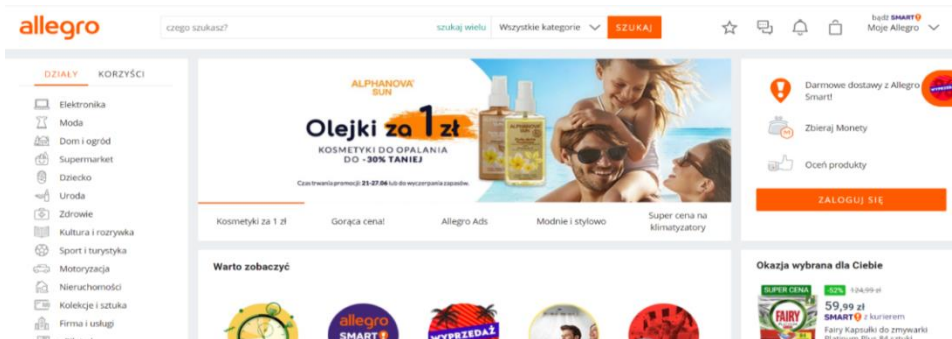 allegro
czego szukasz?
szukaj wielu
Wszystkie kategorie
SZUKAJ
bądź SMART!
Moje Allegro
DZIAŁY
KORZYŚCI
Elektronika
Moda
Dom i ogród
Supermarket
Dziecko
Uroda
Zdrowie
Kultura i rozrywka
Sport i turystyka
Motoryzacja
Nieruchomości
Kolekcje i sztuka
Firma i usługi
ALPHANOVA
SUN
Olejki za 1 zł
KOSMETYKI DO OPALANIA
DO -30% TANIEJ
Czas trwania promocji: 21-27.06 lub do wyczerpania zapasów.
Kosmetyki za 1 zł
Gorąca cena!
Allegro Ads
Modnie i stylowo
Super cena na
klimatyzatory
Darmowe dostawy z Allegro
Smart!
Zbieraj Monety
Oceń produkty
ZALOGUJ SIĘ
Warto zobaczyć
allegro
SMART!
WYPRZEDAŻ
Okazja wybrana dla Ciebie
SUPER CENA
-52% 124,99 zł
59,99 zł
SMART! z kurierem
FAIRY
Fairy Kapsułki do zmywarki
Platinum Plus 84 sztuki